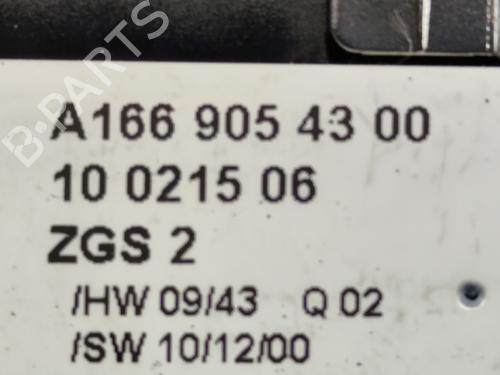 B-PARTS
A166 905 43 00
10 0215 06
ZGS 2
/HW 09/43 Q 02
/SW 10/12/00